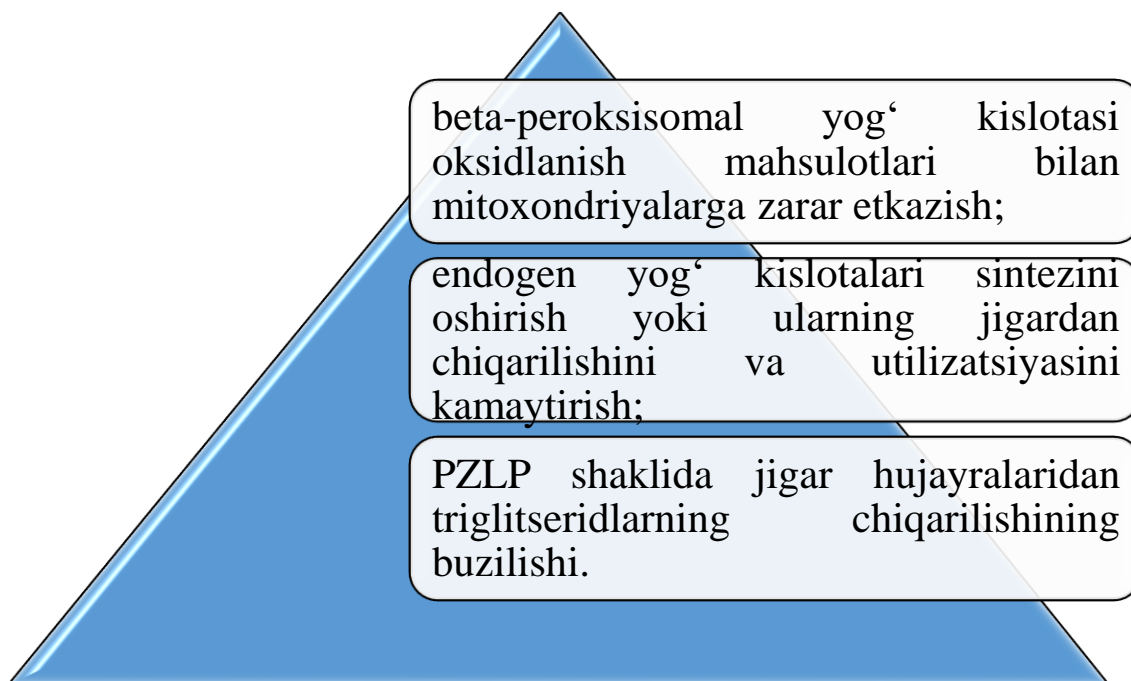 beta-peroksisomal yog‘ kislotasi
oksidlanish mahsulotlari bilan
mitoxondriyalarga zarar etkazish;
endogen yog‘ kislotalari sintezini
oshirish yoki ularning jigardan
chiqarilishini va utilizatsiyasini
kamaytirish;
PZLP shaklida jigar hujayralaridan
triglitseridlarning chiqarilishining
buzilishi.